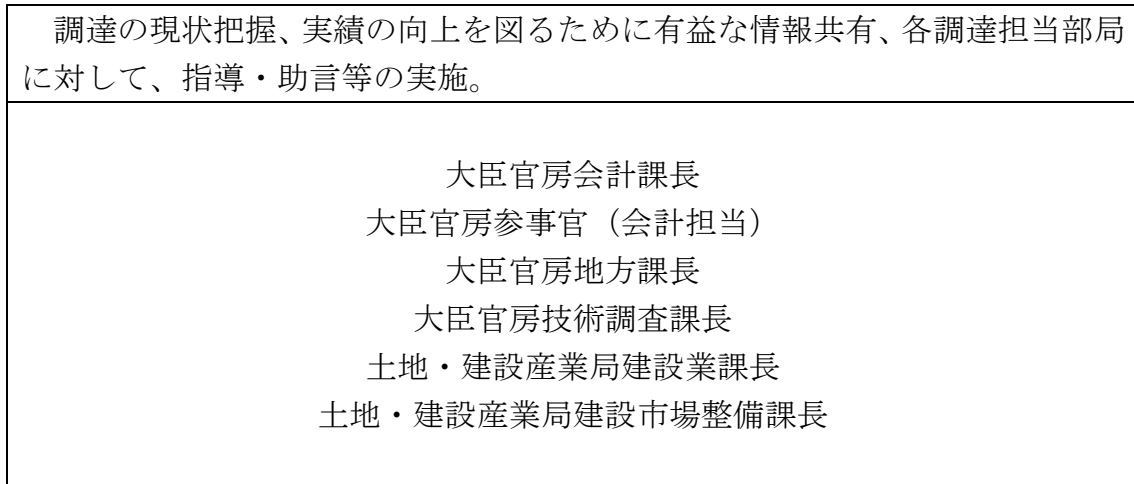 調達の現状把握、実績の向上を図るために有益な情報共有、各調達担当部局
に対して、指導・助言等の実施。
大臣官房会計課長
大臣官房参事官（会計担当）
大臣官房地方課長
大臣官房技術調査課長
土地・建設産業局建設業課長
土地・建設産業局建設市場整備課長